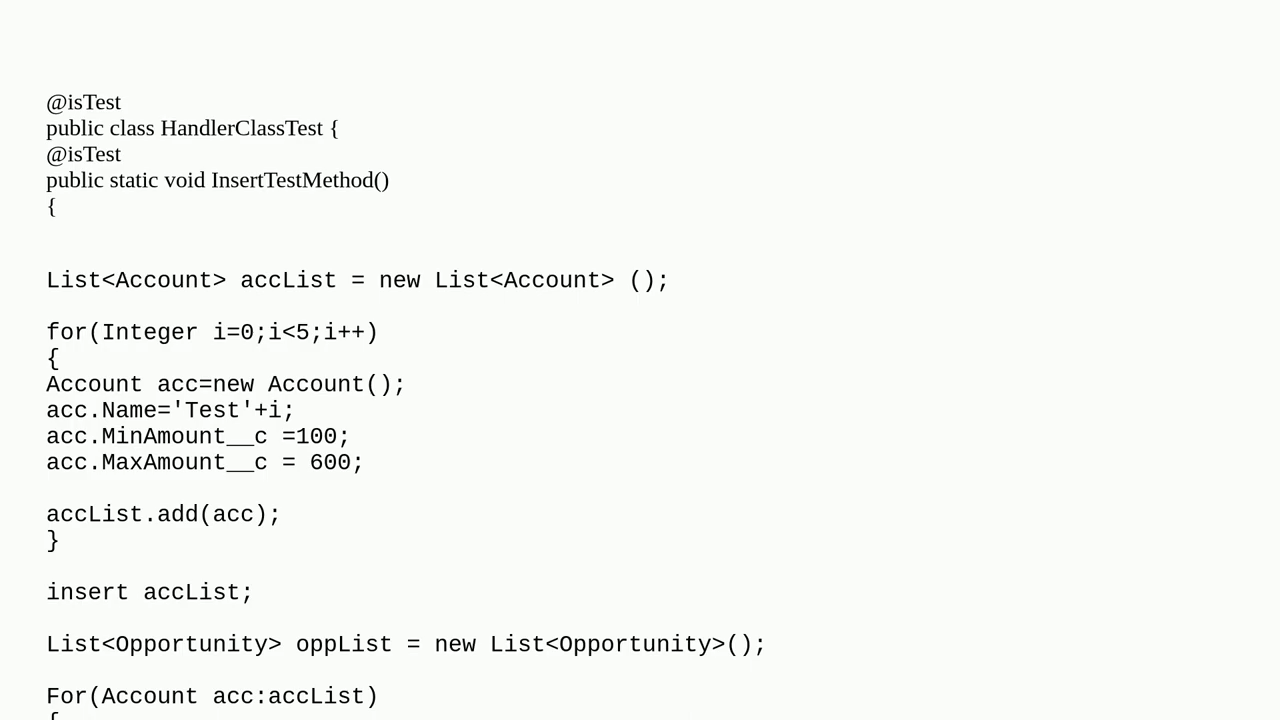 @isTest
public class HandlerClassTest {
@isTest
public static void InsertTestMethod()
{
List<Account> accList = new List<Account> ();
for(Integer i=0;i<5;i++)
{
Account acc=new Account();
acc.Name='Test'+i;
acc.MinAmount__c =100;
acc.MaxAmount__c = 600;
accList.add(acc);
}
insert accList;
List<Opportunity> oppList = new List<Opportunity>();
For(Account acc:accList)
{